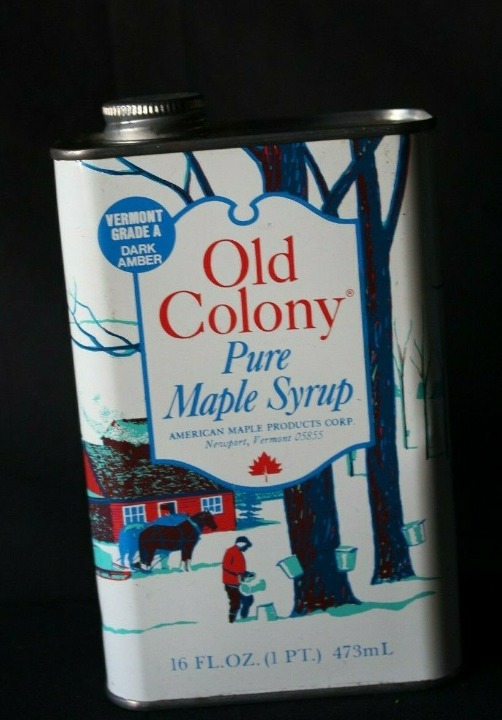 VERMONT
GRADE A
DARK
AMBER
Old
Colony®
Pure
Maple Syrup
AMERICAN MAPLE PRODUCTS CORP.
Newport, Vermont 05855
16 FL.OZ. (1 PT.) 473mL